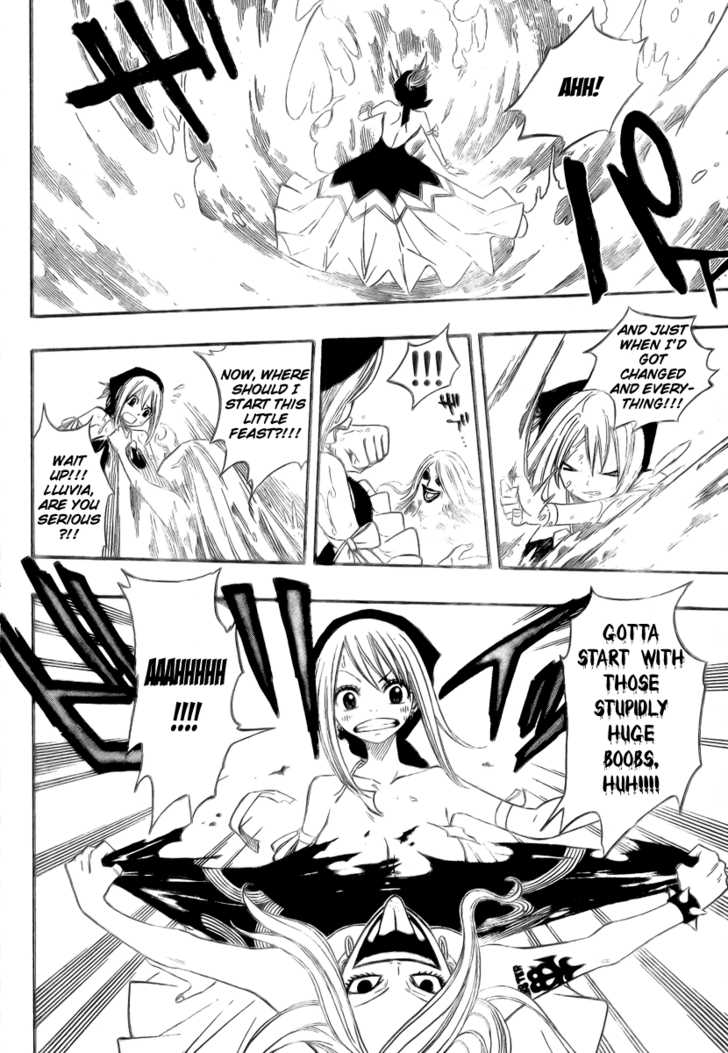 AHH!
AND JUST
WHEN I'D
GOT
CHANGED
AND EVERY-
THING!!!
!!!
NOW, WHERE
SHOULD I
START THIS
LITTLE
FEAST?!!!
WAIT
UP!!!
LLUVIA,
ARE YOU
SERIOUS
?!!
GOTTA
START WITH
THOSE
STUPIDLY
HUGE
BOOBS,
HUH!!!!
AAAHHHHH
!!!!